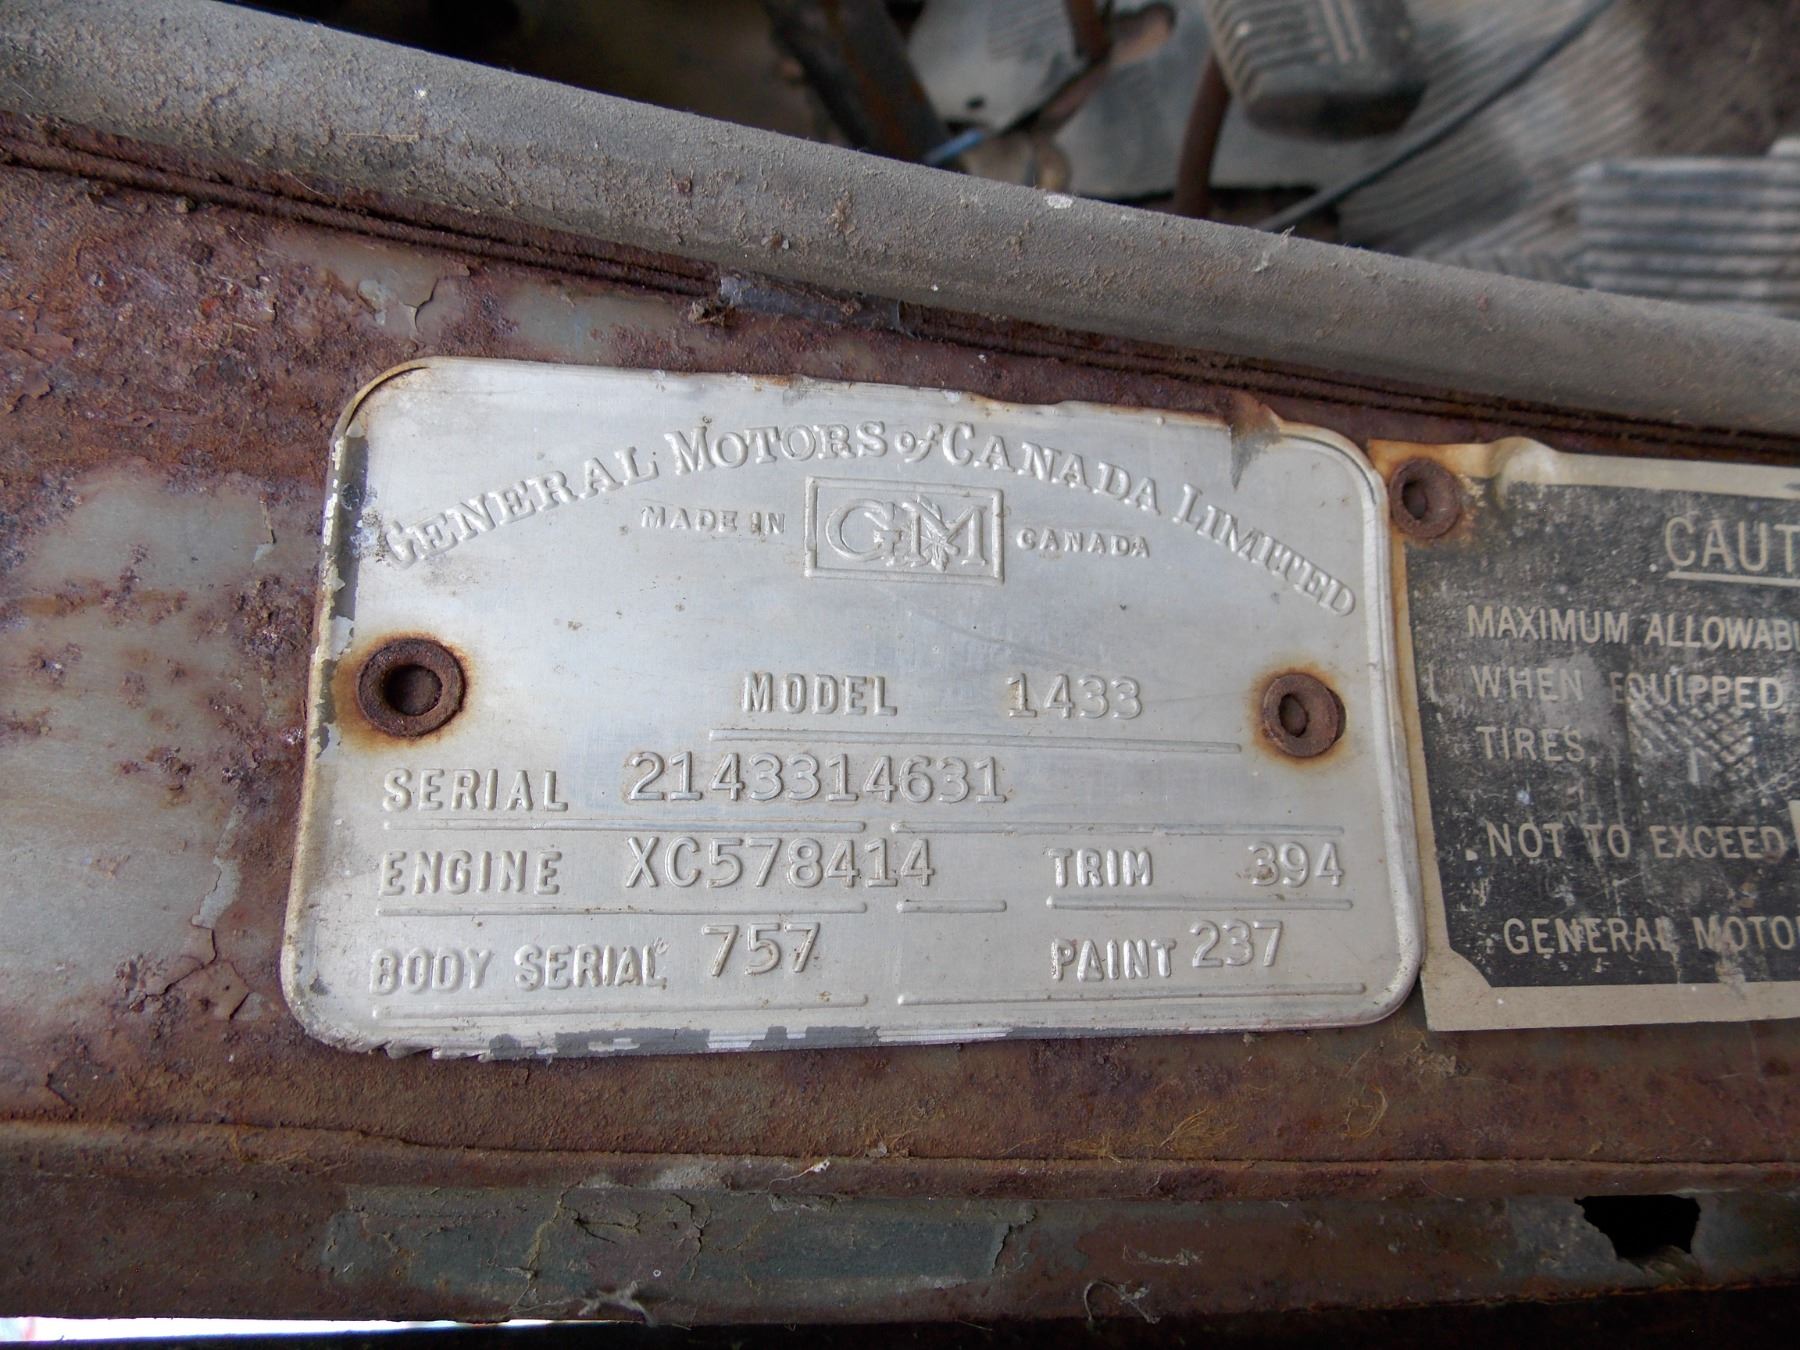 GENERAL MOTORS of CANADA LIMITED
MADE IN GM CANADA
MODEL 1433
SERIAL 2143314631
ENGINE XC578414 TRIM 394
BODY SERIAL 757 PAINT 237
CAUT
MAXIMUM ALLOWABL
WHEN EQUIPPED
TIRES,
NOT TO EXCEED
GENERAL MOTO